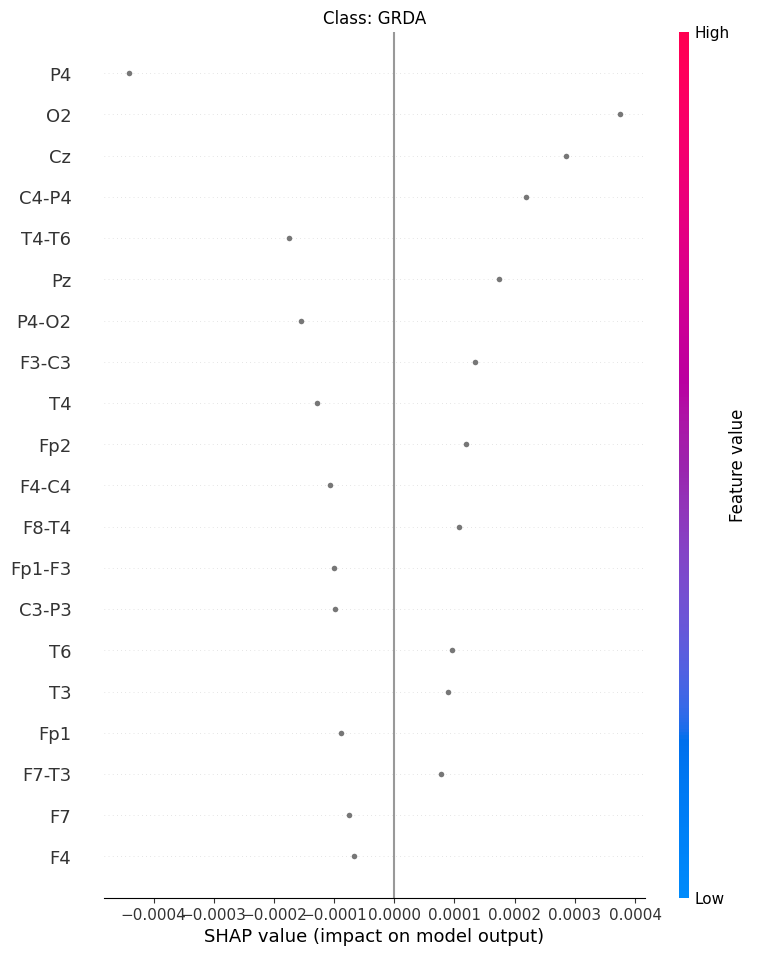 Class: GRDA
High
P4
O2
Cz
C4-P4
T4-T6
Pz
P4-O2
F3-C3
T4
Fp2
F4-C4
F8-T4
Fp1-F3
C3-P3
T6
T3
Fp1
F7-T3
F7
F4
Feature value
Low
−0.0004 −0.0003 −0.0002 −0.0001 0.0000 0.0001 0.0002 0.0003 0.0004
SHAP value (impact on model output)